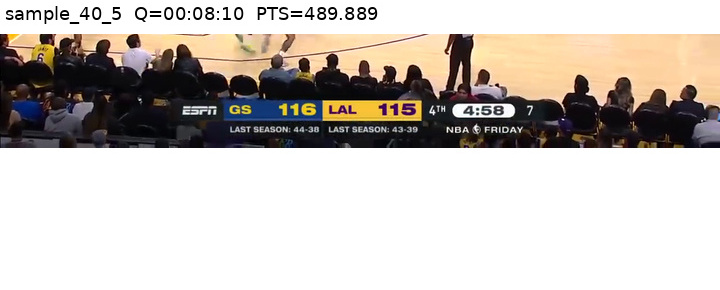 sample_40_5 Q=00:08:10 PTS=489.889
ESPN GS 116 LAL 115 4TH 4:58 7
LAST SEASON: 44-38 LAST SEASON: 43-39 NBA FRIDAY
6